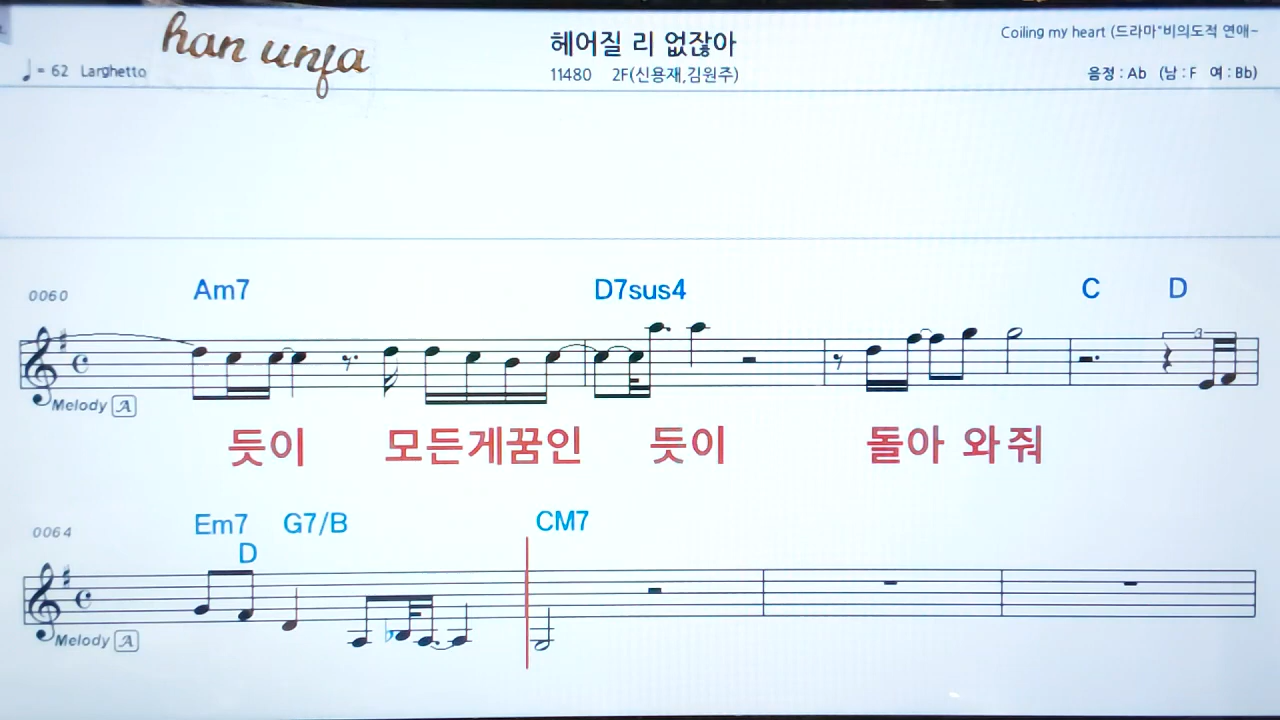 han unja
헤어질 리 없잖아
Coiling my heart (드라마"비의도적 연애-
♩ = 62 Larghetto
11480 2F(신용재,김원주)
음정 : Ab (남 : F 여 : Bb)
0060
Am7 D7sus4 C D
3
Melody A
듯이 모든게꿈인 듯이 돌아 와줘
0064
Em7 G7/B CM7
D
Melody A